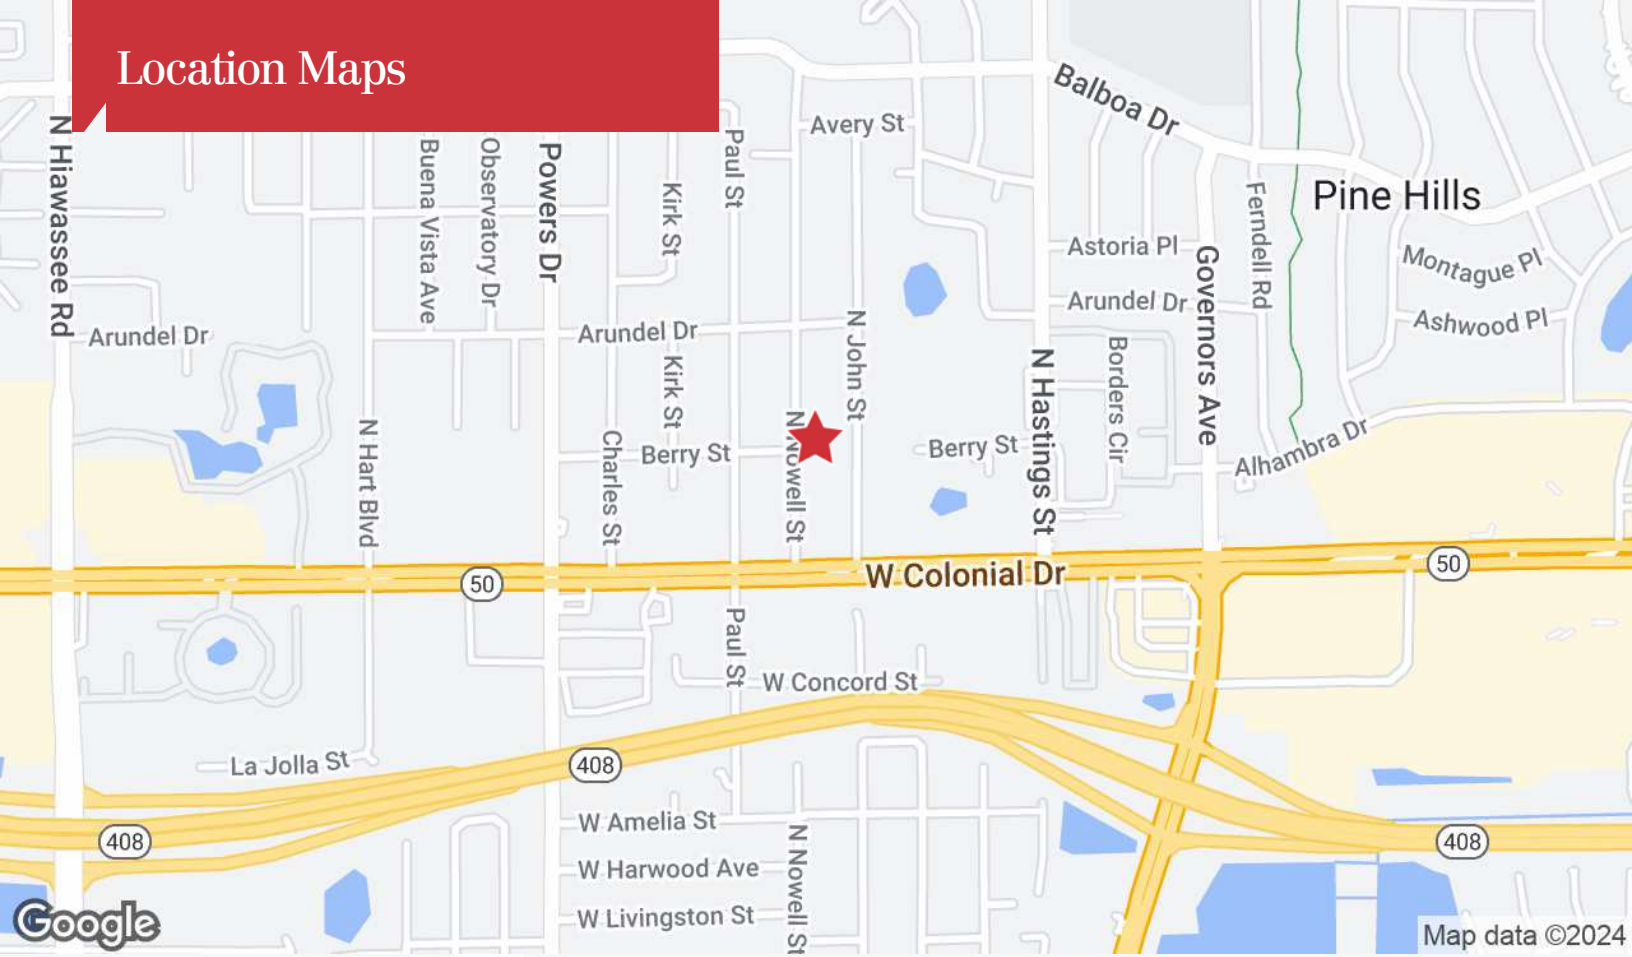 Location Maps
Balboa Dr
N Hiawassee Rd
Avery St
Paul St
Buena Vista Ave
Observatory Dr
Powers Dr
Kirk St
Pine Hills
Ferndell Rd
Astoria Pl
Governors Ave
Montague Pl
Arundel Dr
Arundel Dr
Arundel Dr
N John St
Ashwood Pl
Kirk St
N Hastings St
Borders Cir
N Hart Blvd
Charles St
Berry St
N Nowell St
Berry St
Alhambra Dr
50
W Colonial Dr
50
Paul St
W Concord St
La Jolla St
408
408
W Amelia St
N Nowell St
408
W Harwood Ave
W Livingston St
Google
Map data ©2024